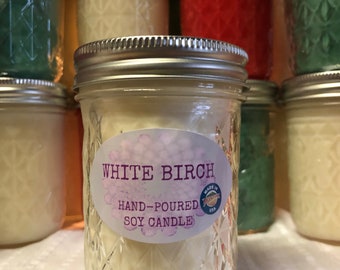 WHITE BIRCH
HAND-POURED
SOY CANDLE